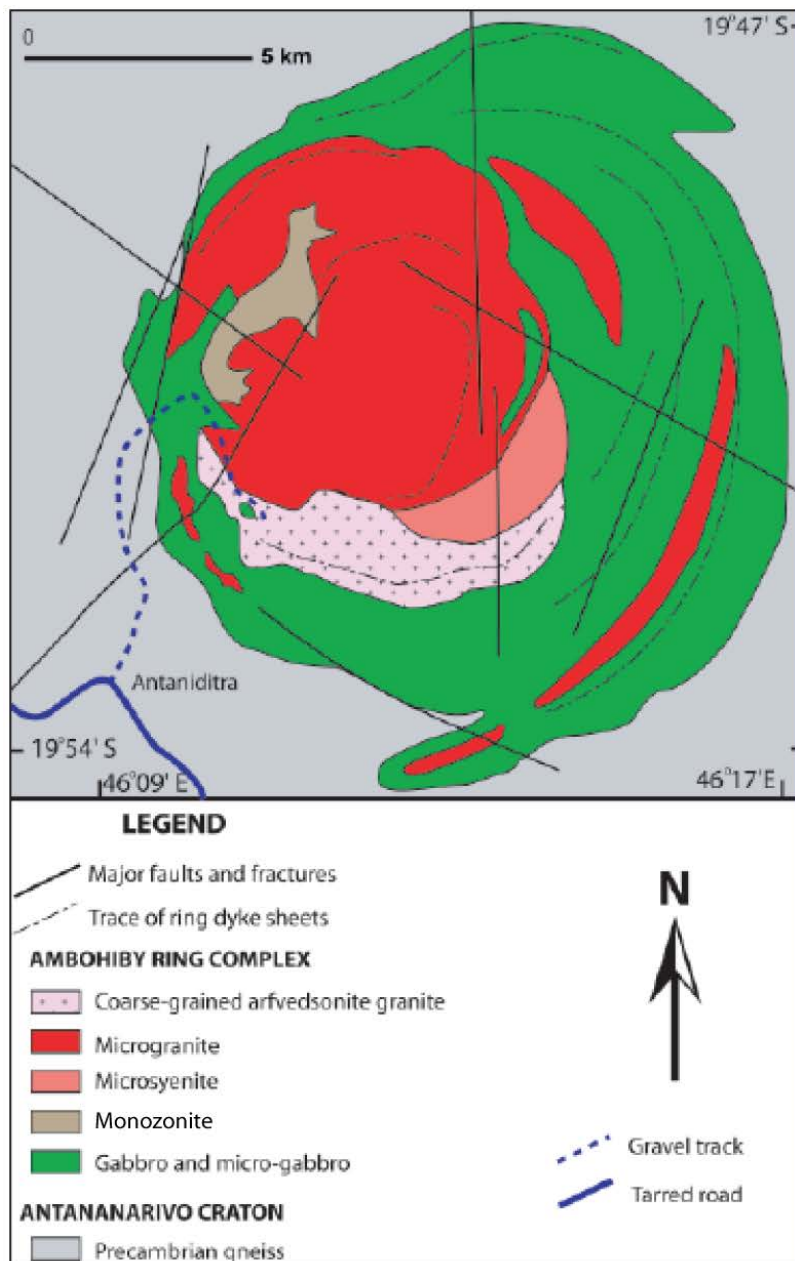 0
5 km
19°47' S
Antaniditra
19°54' S
46°09' E
46°17'E
LEGEND
Major faults and fractures
Trace of ring dyke sheets
AMBOHIBY RING COMPLEX
Coarse-grained arfvedsonite granite
Microgranite
Microsyenite
Monozonite
Gabbro and micro-gabbro
ANTANANARIVO CRATON
Precambrian gneiss
N
Gravel track
Tarred road